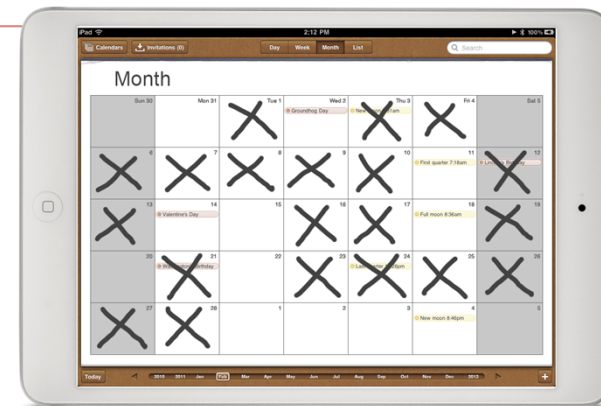 iPad 2:12 PM 100%
Calendars Invitations (0) Day Week Month List Search
Month
Sun 30 Mon 31 Tue 1 Wed 2 Thu 3 Fri 4 Sat 5
Groundhog Day New moon
6 7 8 9 10 11 12
First quarter 7:18am
13 14 15 16 17 18 19
Valentine's Day Full moon 8:36am
20 21 22 23 24 25 26
Birthday
27 28 1 2 3 4 5
New moon 8:46pm
Today 2010 2011 Jan Feb Mar Apr May Jun Jul Aug Sep Oct Nov Dec 2012